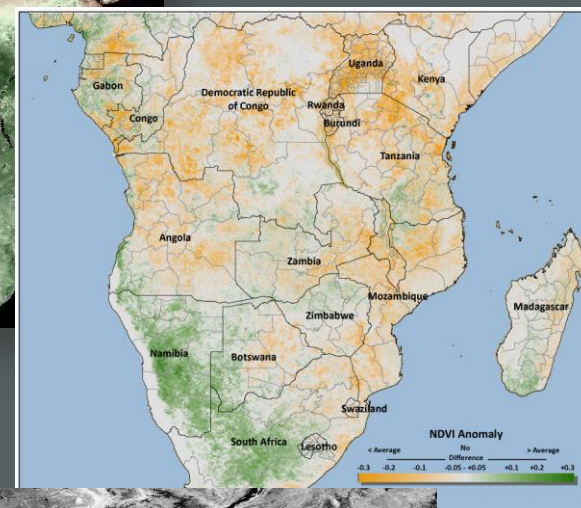 Uganda
Kenya
Gabon
Democratic Republic
of Congo
Rwanda
Congo
Burundi
Tanzania
Angola
Zambia
Mozambique
Madagascar
Zimbabwe
Namibia
Botswana
Swaziland
South Africa
Lesotho
NDVI Anomaly
< Average
No
Difference
> Average
-0.3 -0.2 -0.1 -0.05 - +0.05 +0.1 +0.2 +0.3